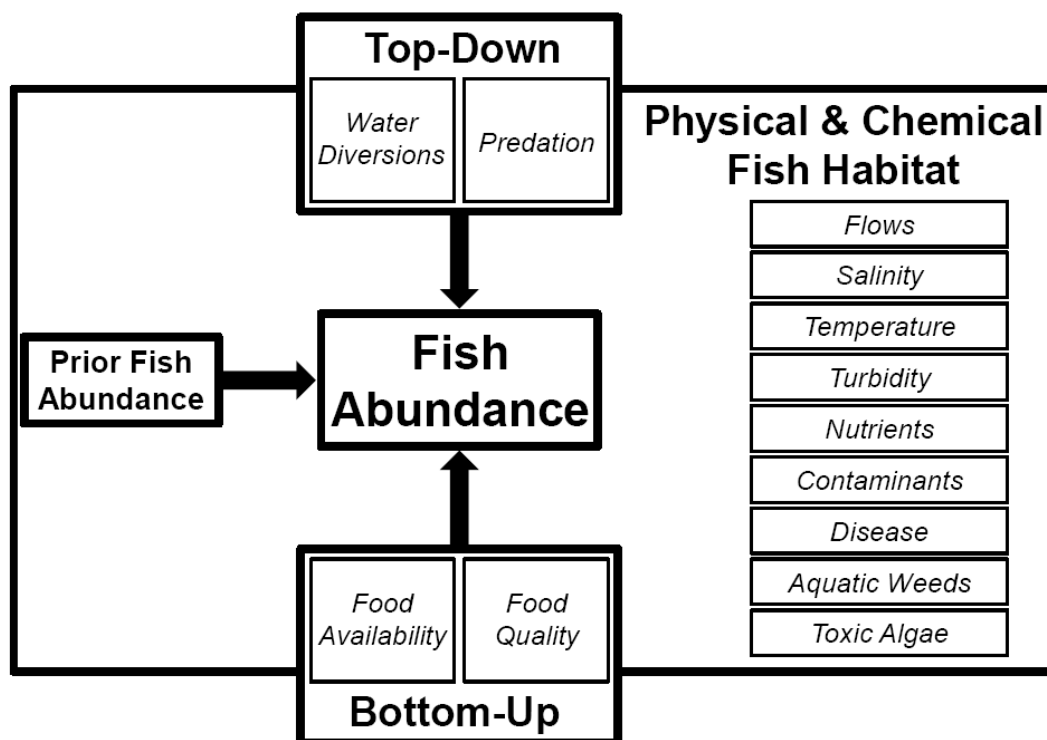 Top-Down
Water
Diversions
Predation
Physical & Chemical
Fish Habitat
Flows
Salinity
Temperature
Turbidity
Nutrients
Contaminants
Disease
Aquatic Weeds
Toxic Algae
Prior Fish
Abundance
Fish
Abundance
Food
Availability
Food
Quality
Bottom-Up